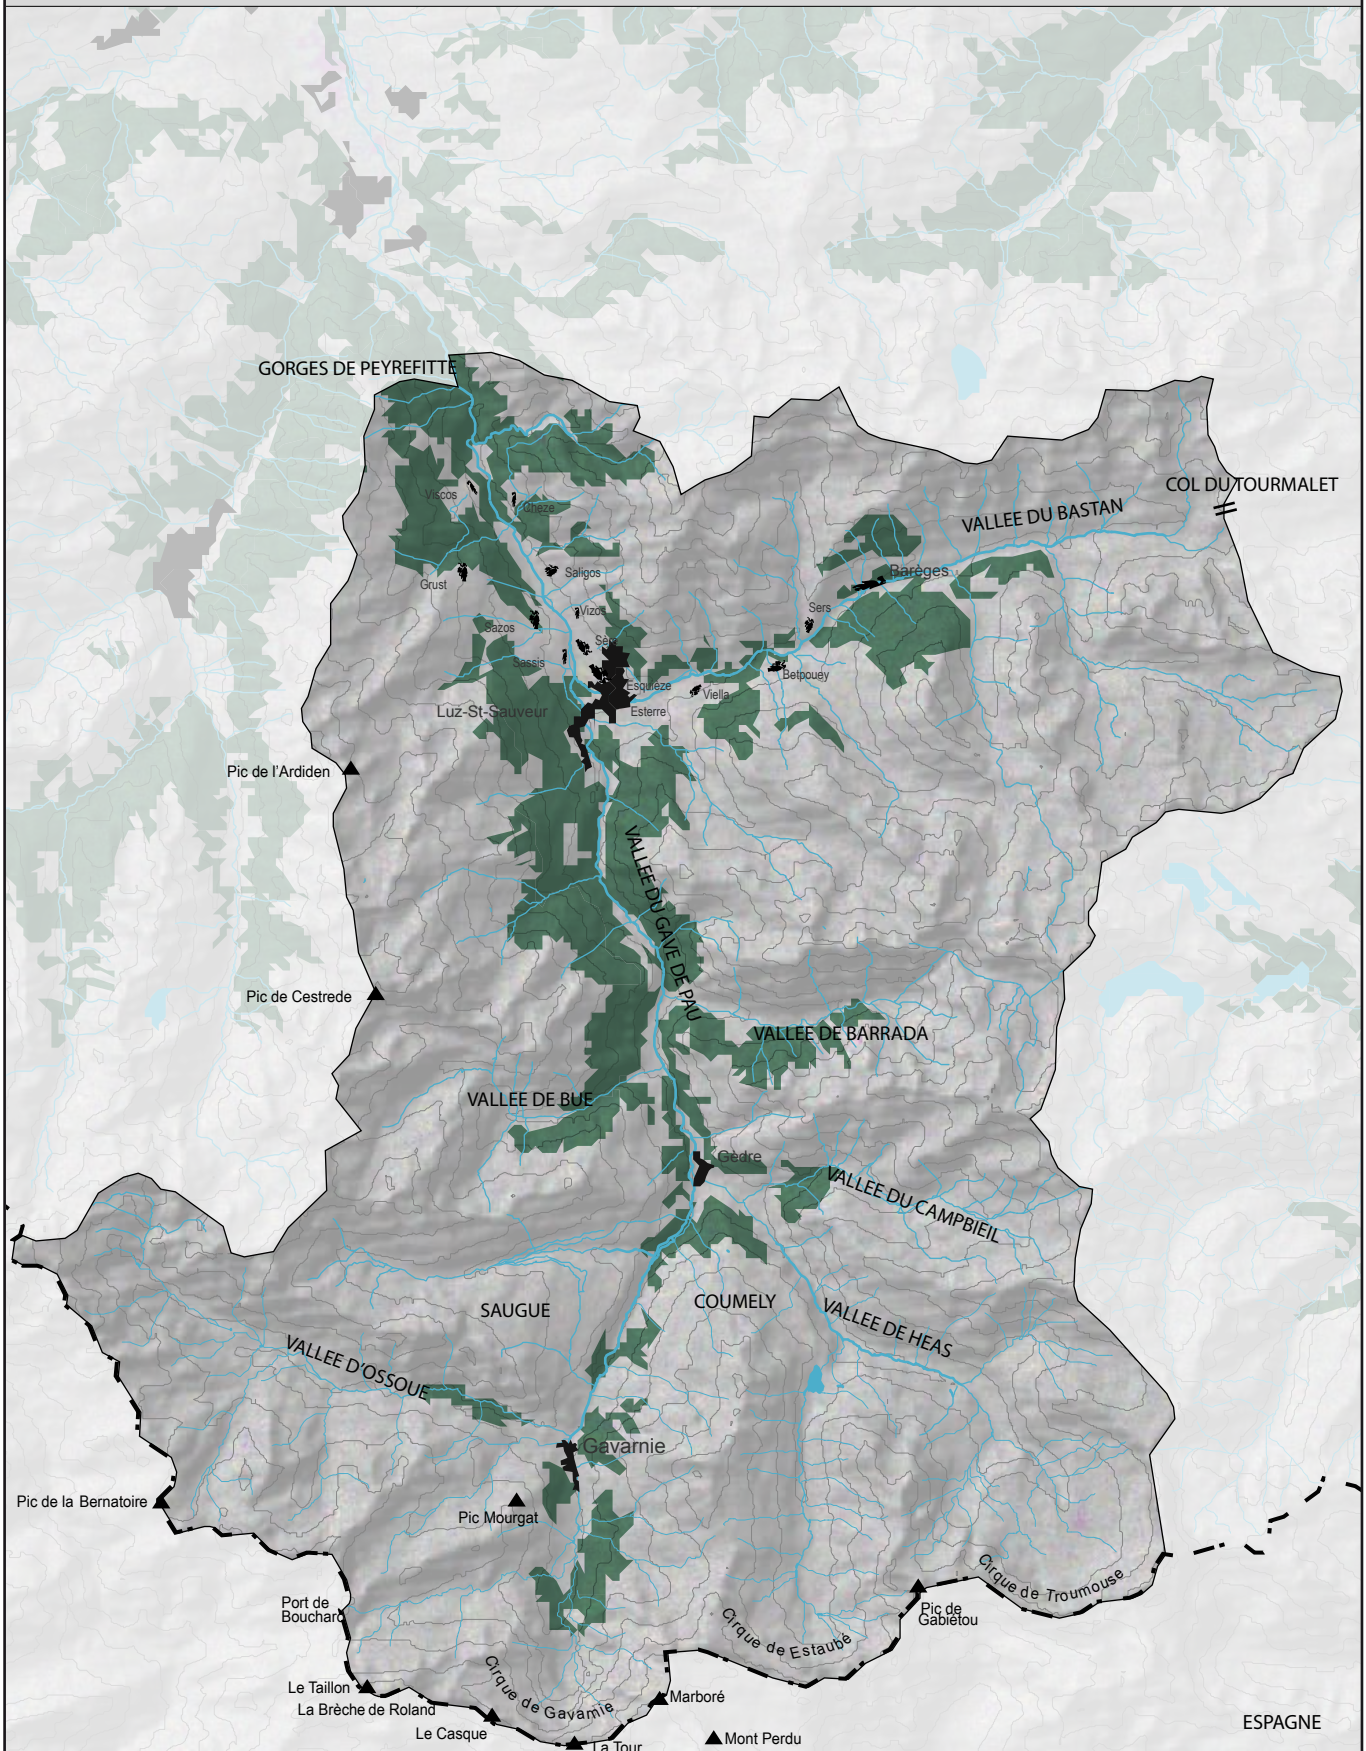 GORGES DE PEYREFITTE
COL DU TOURMALET
VALLEE DU BASTAN
Viscos
Chèze
Barèges
Saligos
Grust
Vizos
Sers
Sazos
Sère
Sassis
Betpouey
Esquièze
Viella
Luz-St-Sauveur
Esterre
Pic de l'Ardiden
VALLEE DU GAVE DE PAU
Pic de Cestrede
VALLEE DE BARRADA
VALLEE DE BUE
Gèdre
VALLEE DU CAMPBIEIL
SAUGUE
COUMELY
VALLEE DE HEAS
VALLEE D'OSSOUE
Gavarnie
Pic de la Bernatoire
Pic Mourgat
Cirque de Troumouse
Port de
Bouchard
Pic de
Gabiétou
Cirque de Estaubé
Cirque de Gavarnie
Le Taillon
Marboré
La Brèche de Roland
Le Casque
Mont Perdu
La Tour
ESPAGNE